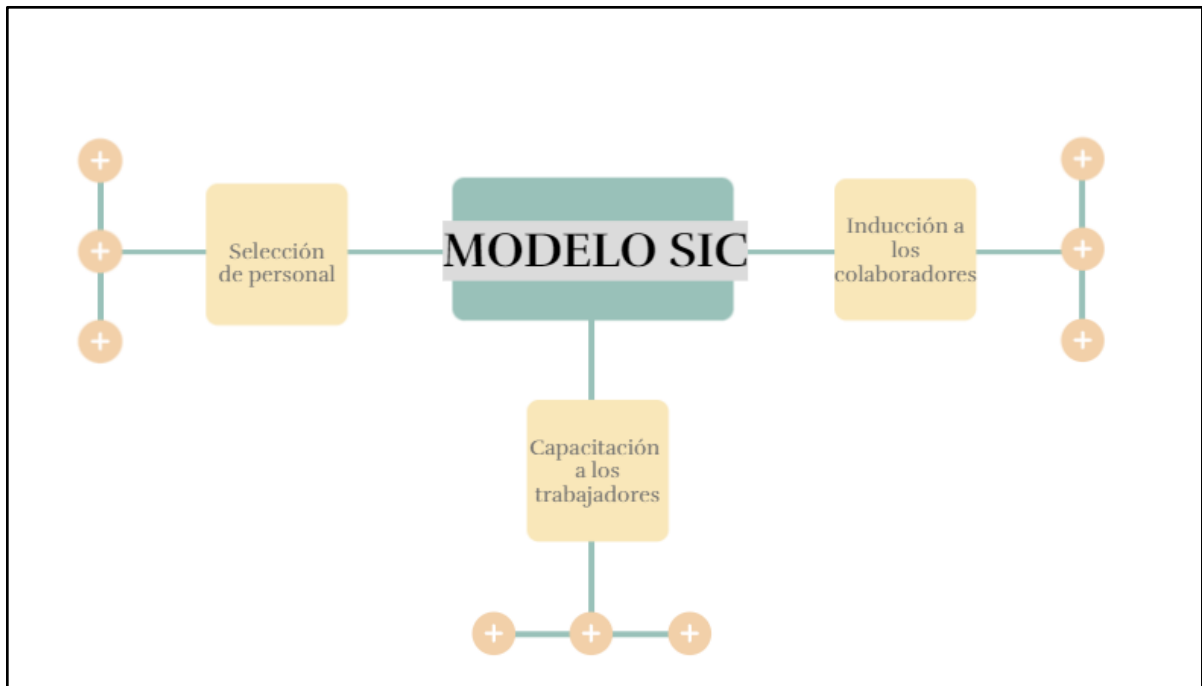 MODELO SIC
Selección
de personal
Inducción a
los
colaboradores
Capacitación
a los
trabajadores